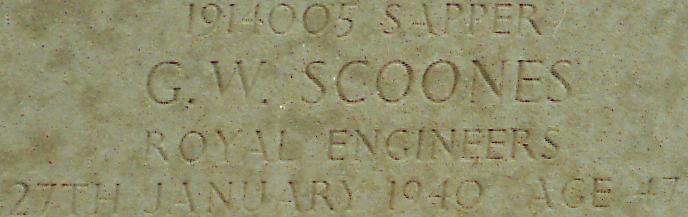 1914005 SAPPER
G. W. SCOONES
ROYAL ENGINEERS
27TH JANUARY 1940 AGE 47